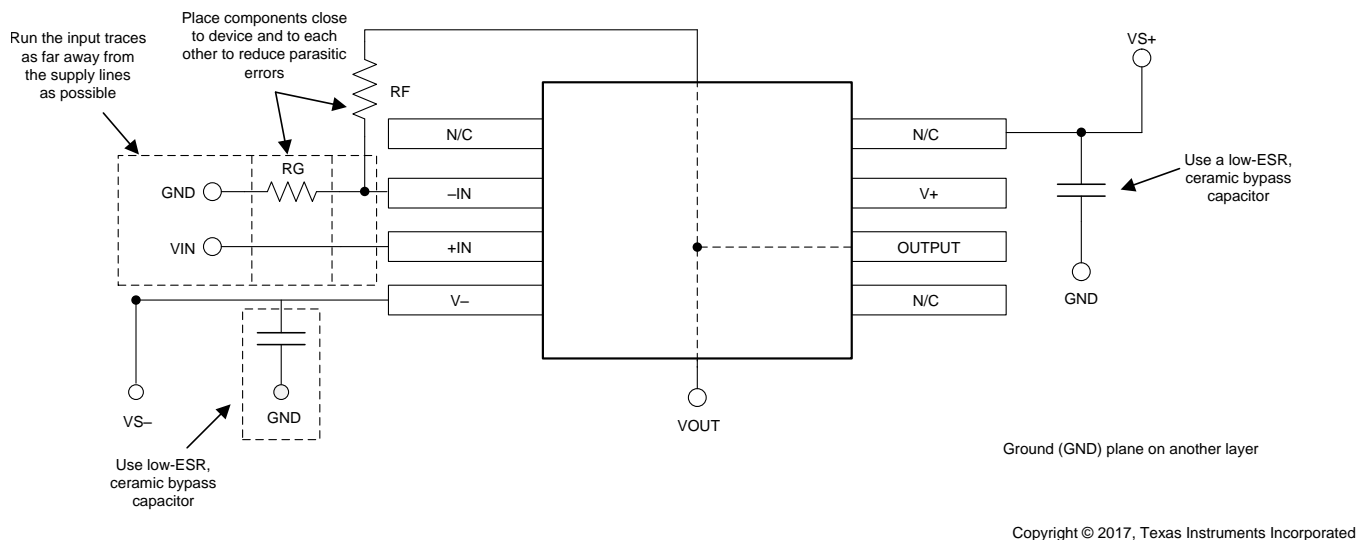 Place components close
to device and to each
other to reduce parasitic
errors
Run the input traces
as far away from
the supply lines
as possible
VS+
RF
N/C
N/C
Use a low-ESR,
ceramic bypass
capacitor
RG
GND
–IN
V+
VIN
+IN
OUTPUT
GND
V–
N/C
VS–
GND
VOUT
Use low-ESR,
ceramic bypass
capacitor
Ground (GND) plane on another layer
Copyright © 2017, Texas Instruments Incorporated